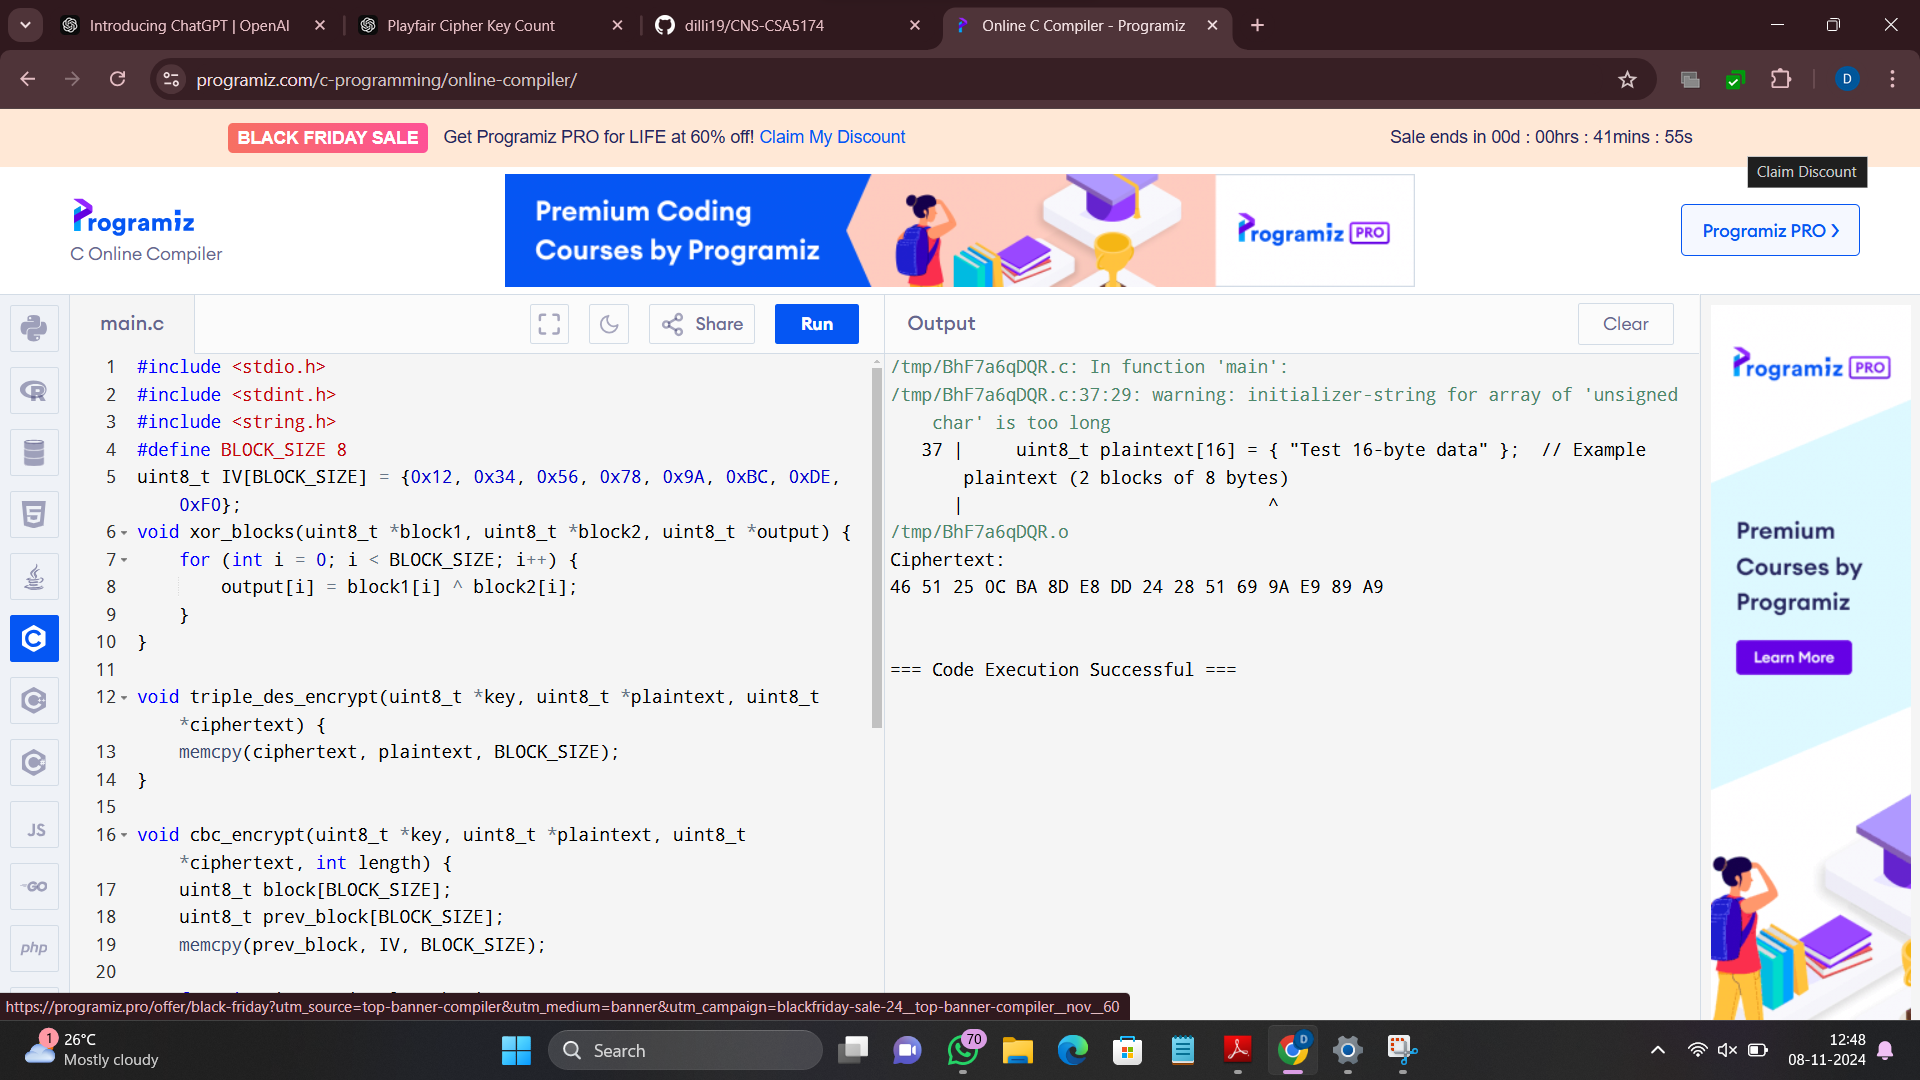 Introducing ChatGPT | OpenAI
Playfair Cipher Key Count
dilli19/CNS-CSA5174
Online C Compiler - Programiz
programiz.com/c-programming/online-compiler/
D
BLACK FRIDAY SALE Get Programiz PRO for LIFE at 60% off! Claim My Discount
Sale ends in 00d : 00hrs : 41mins : 55s
Claim Discount
Programiz
C Online Compiler
Premium Coding
Courses by Programiz
Programiz PRO
Programiz PRO
main.c
Share
Run
Output
Clear
1 #include <stdio.h>
2 #include <stdint.h>
3 #include <string.h>
4 #define BLOCK_SIZE 8
5 uint8_t IV[BLOCK_SIZE] = {0x12, 0x34, 0x56, 0x78, 0x9A, 0xBC, 0xDE,
0xF0};
6 void xor_blocks(uint8_t *block1, uint8_t *block2, uint8_t *output) {
7 for (int i = 0; i < BLOCK_SIZE; i++) {
8 output[i] = block1[i] ^ block2[i];
9 }
10 }
11
12 void triple_des_encrypt(uint8_t *key, uint8_t *plaintext, uint8_t
*ciphertext) {
13 memcpy(ciphertext, plaintext, BLOCK_SIZE);
14 }
15
16 void cbc_encrypt(uint8_t *key, uint8_t *plaintext, uint8_t
*ciphertext, int length) {
17 uint8_t block[BLOCK_SIZE];
18 uint8_t prev_block[BLOCK_SIZE];
19 memcpy(prev_block, IV, BLOCK_SIZE);
20
/tmp/BhF7a6qDQR.c: In function 'main':
/tmp/BhF7a6qDQR.c:37:29: warning: initializer-string for array of 'unsigned
char' is too long
37 | uint8_t plaintext[16] = { "Test 16-byte data" }; // Example
plaintext (2 blocks of 8 bytes)
| ^
/tmp/BhF7a6qDQR.o
Ciphertext:
46 51 25 0C BA 8D E8 DD 24 28 51 69 9A E9 89 A9
=== Code Execution Successful ===
Programiz PRO
Premium
Courses by
Programiz
Learn More
JS
GO
php
https://programiz.pro/offer/black-friday?utm_source=top-banner-compiler&utm_medium=banner&utm_campaign=blackfriday-sale-24__top-banner-compiler__nov__60
1
26°C
Mostly cloudy
Search
70
D
12:48
08-11-2024